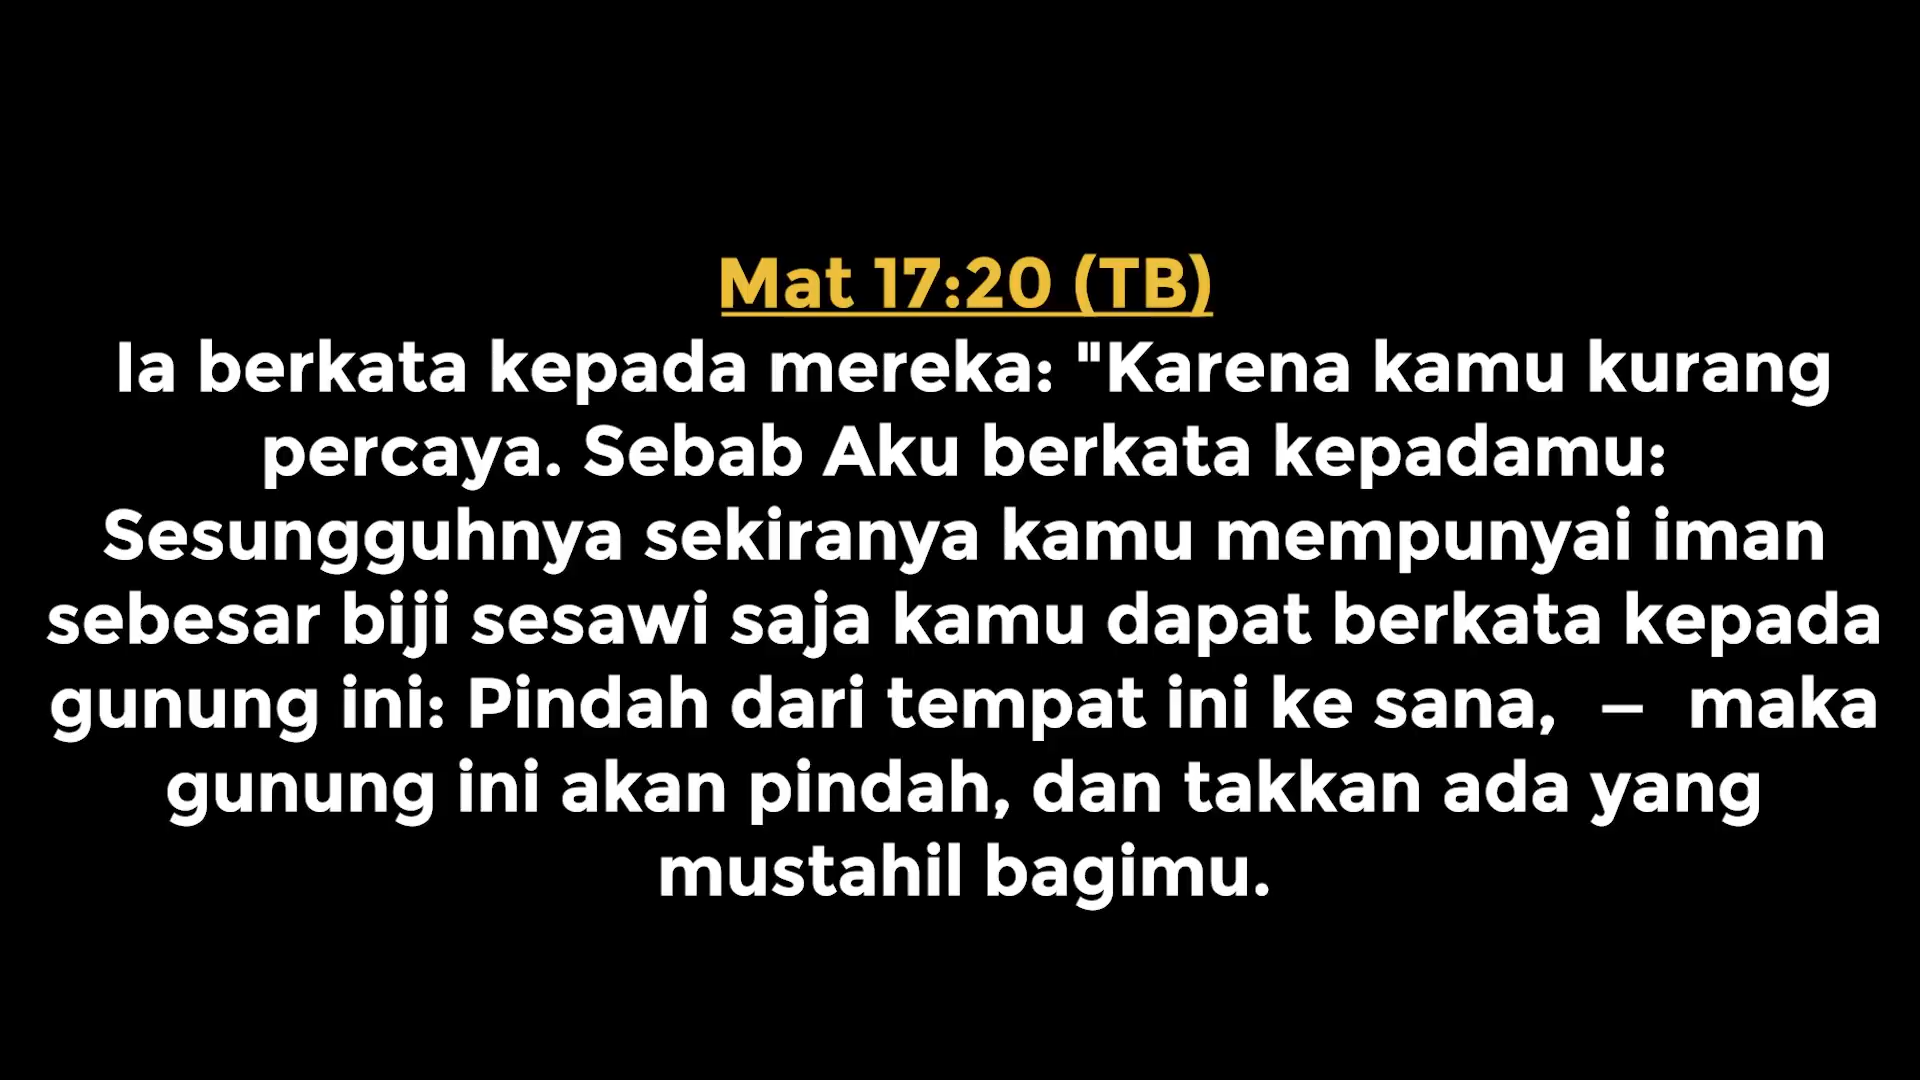 Mat 17:20 (TB)
Ia berkata kepada mereka: "Karena kamu kurang
percaya. Sebab Aku berkata kepadamu:
Sesungguhnya sekiranya kamu mempunyai iman
sebesar biji sesawi saja kamu dapat berkata kepada
gunung ini: Pindah dari tempat ini ke sana, – maka
gunung ini akan pindah, dan takkan ada yang
mustahil bagimu.